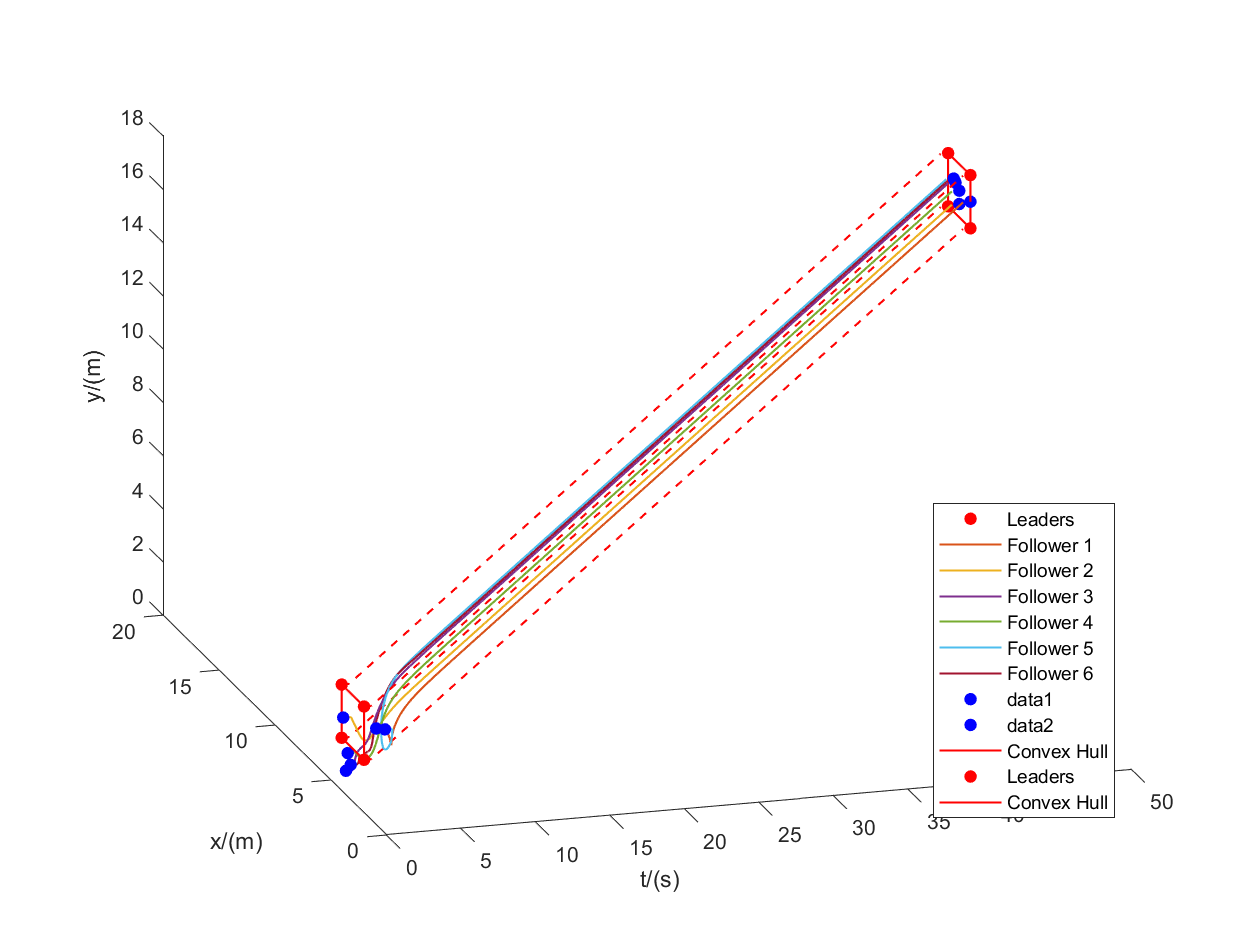 18
16
14
12
10
8
6
4
2
0
y/(m)
20
15
10
5
0
x/(m)
0
5
10
15
20
25
30
35
40
50
t/(s)
Leaders
Follower 1
Follower 2
Follower 3
Follower 4
Follower 5
Follower 6
data1
data2
Convex Hull
Leaders
Convex Hull